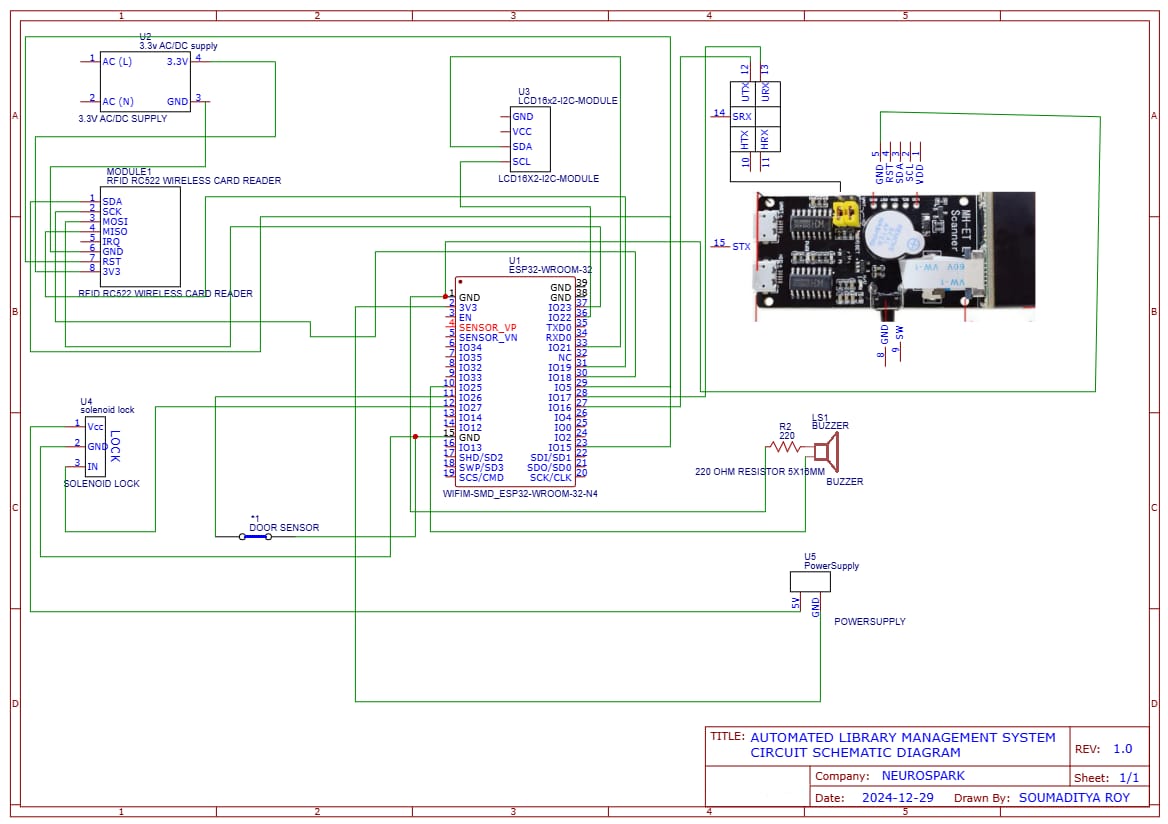 1 2 3 4 5
A
B
C
D
A
B
C
D
1 2 3 4 5
U2
3.3v AC/DC supply
1 AC (L) 3.3V 4
2 AC (N) GND 3
3.3V AC/DC SUPPLY
MODULE1
RFID RC522 WIRELESS CARD READER
1 SDA
2 SCK
3 MOSI
4 MISO
5 IRQ
6 GND
7 RST
8 3V3
RFID RC522 WIRELESS CARD READER
U3
LCD16x2-I2C-MODULE
GND
VCC
SDA
SCL
LCD16X2-I2C-MODULE
12 13
UTX URX
14 SRX
HTX HRX
10 11
15 STX
5 4 3 2 1
GND RST SDA SCL VDD
MH-ET
Scanner
VW-1 60V
VW-1
GND SW
8 9
U1
ESP32-WROOM-32
1 GND
2 3V3
3 EN
4 SENSOR_VP
5 SENSOR_VN
6 IO34
7 IO35
8 IO32
9 IO33
10 IO25
11 IO26
12 IO27
13 IO14
14 IO12
15 GND
16 IO13
17 SHD/SD2
18 SWP/SD3
19 SCS/CMD
GND 39
GND 38
IO23 37
IO22 36
TXD0 35
RXD0 34
IO21 33
NC 32
IO19 31
IO18 30
IO5 29
IO17 28
IO16 27
IO4 26
IO0 25
IO2 24
IO15 23
SDI/SD1 22
SDO/SD0 21
SCK/CLK 20
WIFIM-SMD_ESP32-WROOM-32-N4
U4
solenoid lock
1 Vcc
2 GND
3 IN
LOCK
SOLENOID LOCK
*1
DOOR SENSOR
R2
220
220 OHM RESISTOR 5X16MM
LS1
BUZZER
BUZZER
U5
PowerSupply
5V GND
POWERSUPPLY
TITLE: AUTOMATED LIBRARY MANAGEMENT SYSTEM
CIRCUIT SCHEMATIC DIAGRAM
REV: 1.0
Company: NEUROSPARK
Sheet: 1/1
Date: 2024-12-29 Drawn By: SOUMADITYA ROY